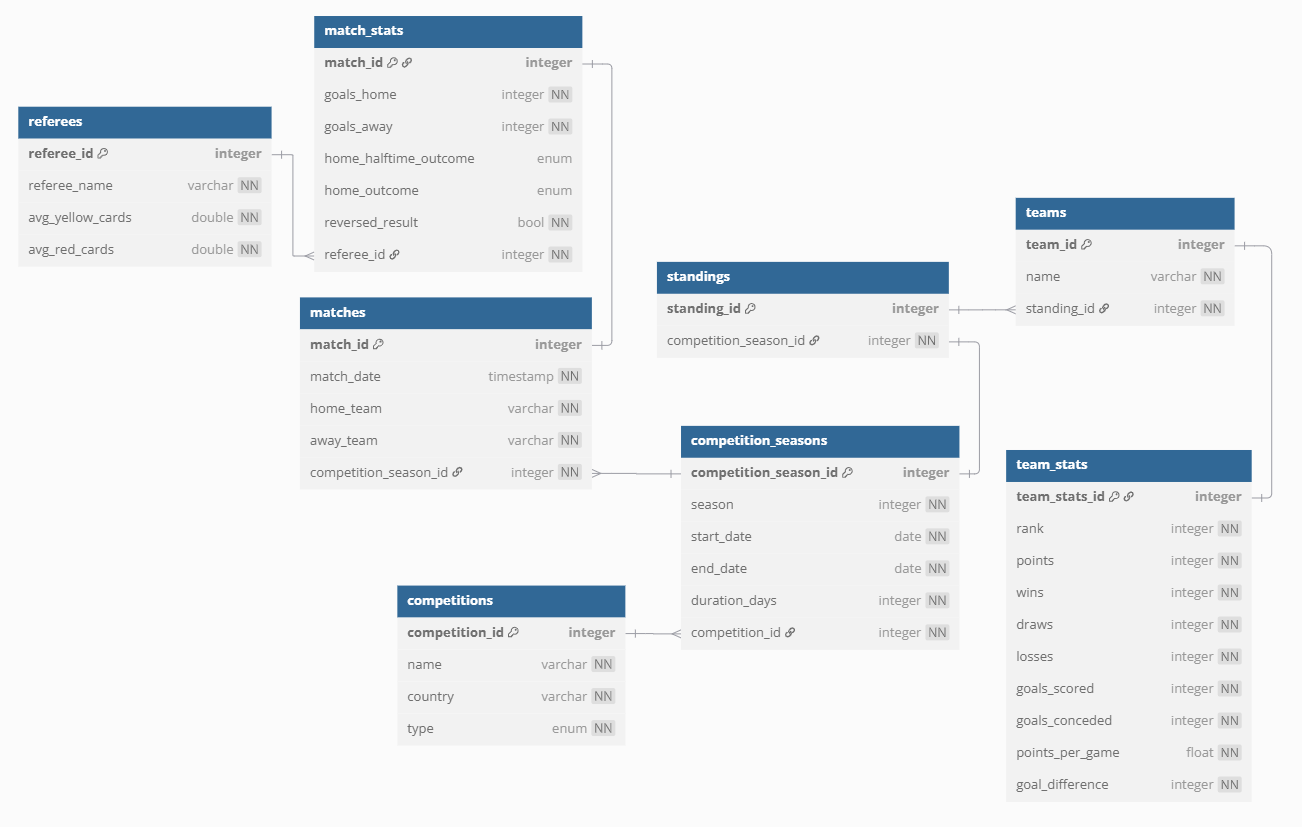 match_stats
match_id integer
goals_home integer NN
goals_away integer NN
home_halftime_outcome enum
home_outcome enum
reversed_result bool NN
referee_id integer NN
referees
referee_id integer
referee_name varchar NN
avg_yellow_cards double NN
avg_red_cards double NN
matches
match_id integer
match_date timestamp NN
home_team varchar NN
away_team varchar NN
competition_season_id integer NN
standings
standing_id integer
competition_season_id integer NN
teams
team_id integer
name varchar NN
standing_id integer NN
competition_seasons
competition_season_id integer
season integer NN
start_date date NN
end_date date NN
duration_days integer NN
competition_id integer NN
team_stats
team_stats_id integer
rank integer NN
points integer NN
wins integer NN
draws integer NN
losses integer NN
goals_scored integer NN
goals_conceded integer NN
points_per_game float NN
goal_difference integer NN
competitions
competition_id integer
name varchar NN
country varchar NN
type enum NN